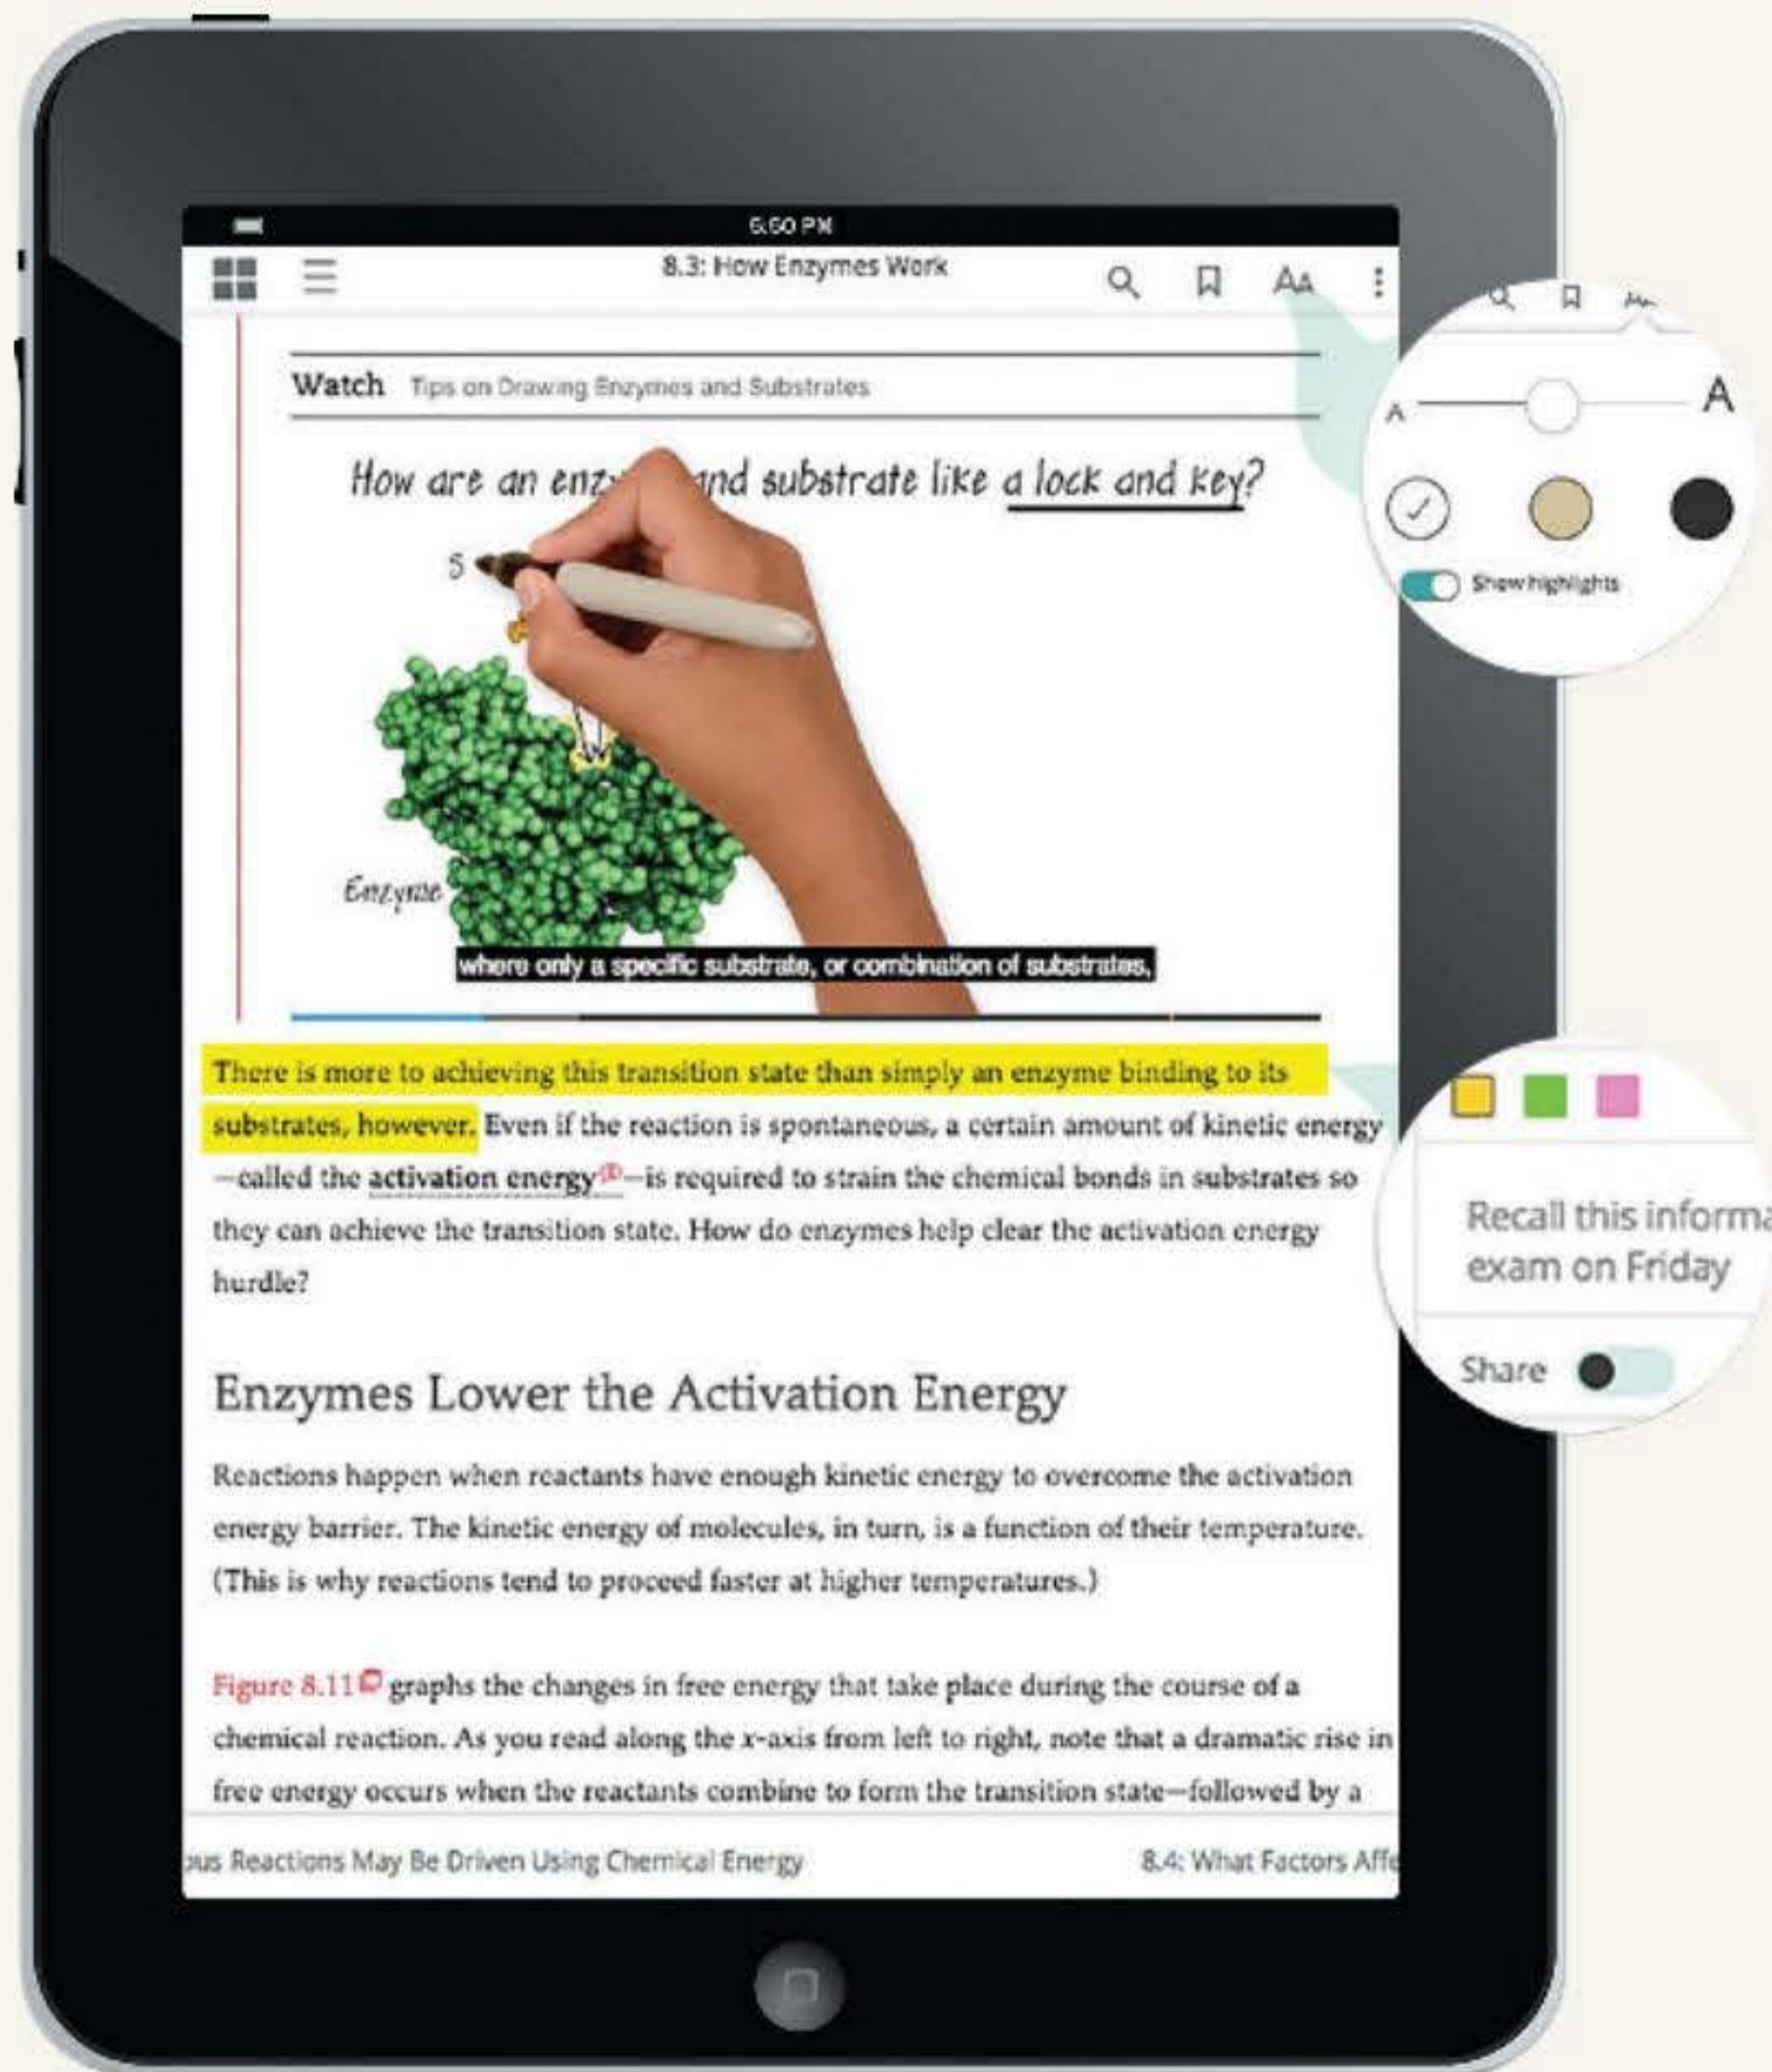 8.3: How Enzymes Work
AA
Watch Tips on Drawing Enzymes and Substrates
How are an enz and substrate like a lock and key?
S
Enzyme
where only a specific substrate, or combination of substrates,
There is more to achieving this transition state than simply an enzyme binding to its
substrates, however. Even if the reaction is spontaneous, a certain amount of kinetic energy
—called the activation energy—is required to strain the chemical bonds in substrates so
they can achieve the transition state. How do enzymes help clear the activation energy
hurdle?
Enzymes Lower the Activation Energy
Reactions happen when reactants have enough kinetic energy to overcome the activation
energy barrier. The kinetic energy of molecules, in turn, is a function of their temperature.
(This is why reactions tend to proceed faster at higher temperatures.)
Figure 8.11 graphs the changes in free energy that take place during the course of a
chemical reaction. As you read along the x-axis from left to right, note that a dramatic rise in
free energy occurs when the reactants combine to form the transition state—followed by a
ous Reactions May Be Driven Using Chemical Energy
8.4: What Factors Affe
A A
Show highlights
Recall this informa
exam on Friday
Share